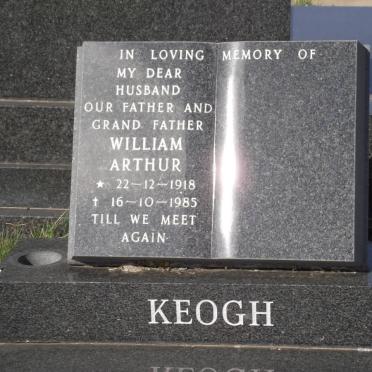 IN LOVING MEMORY OF
MY DEAR
HUSBAND
OUR FATHER AND
GRAND FATHER
WILLIAM
ARTHUR
★ 22-12-1918
✝ 16-10-1985
TILL WE MEET
AGAIN
KEOGH
KEOGH